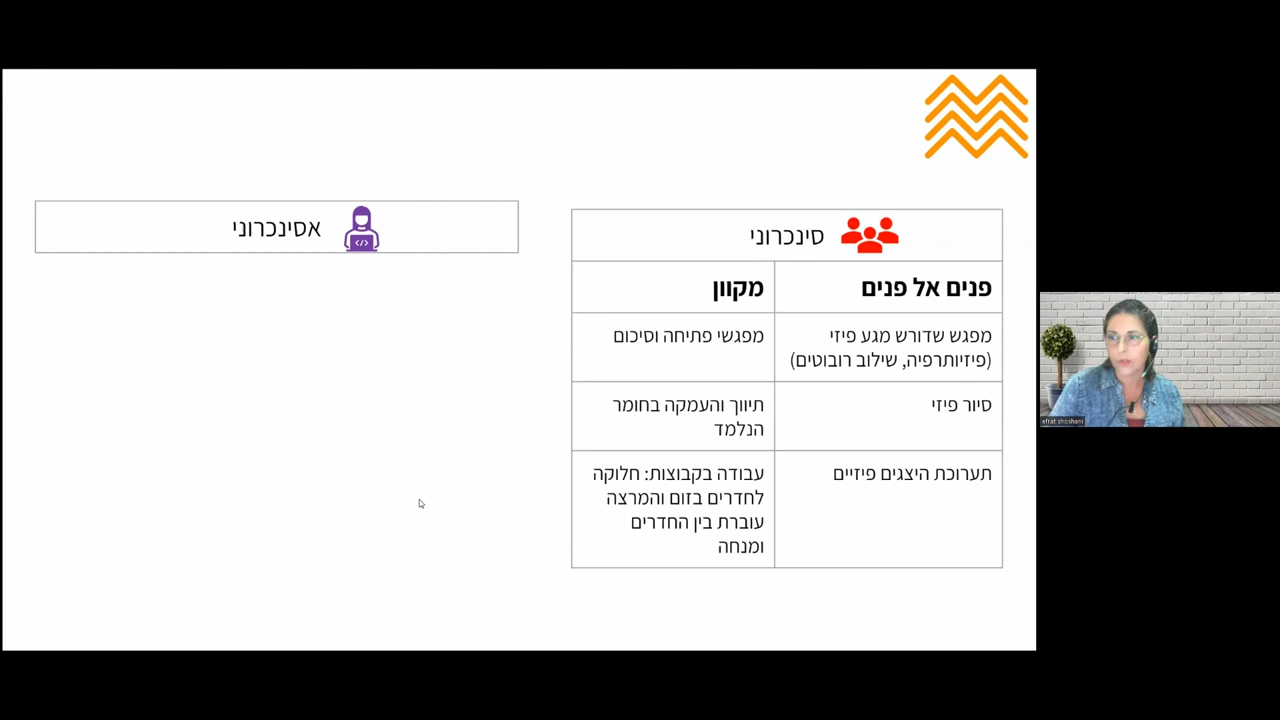 סינכרוני
פנים אל פנים
מקוון
מפגש שדורש מגע פיזי
(פיזיותרפיה, שילוב רובוטים)
מפגשי פתיחה וסיכום
סיור פיזי
תיווך והעמקה בחומר
הנלמד
תערוכת היצגים פיזיים
עבודה בקבוצות: חלוקה
לחדרים בזום והמרצה
עוברת בין החדרים
ומנחה
אסינכרוני
efrat shoshani